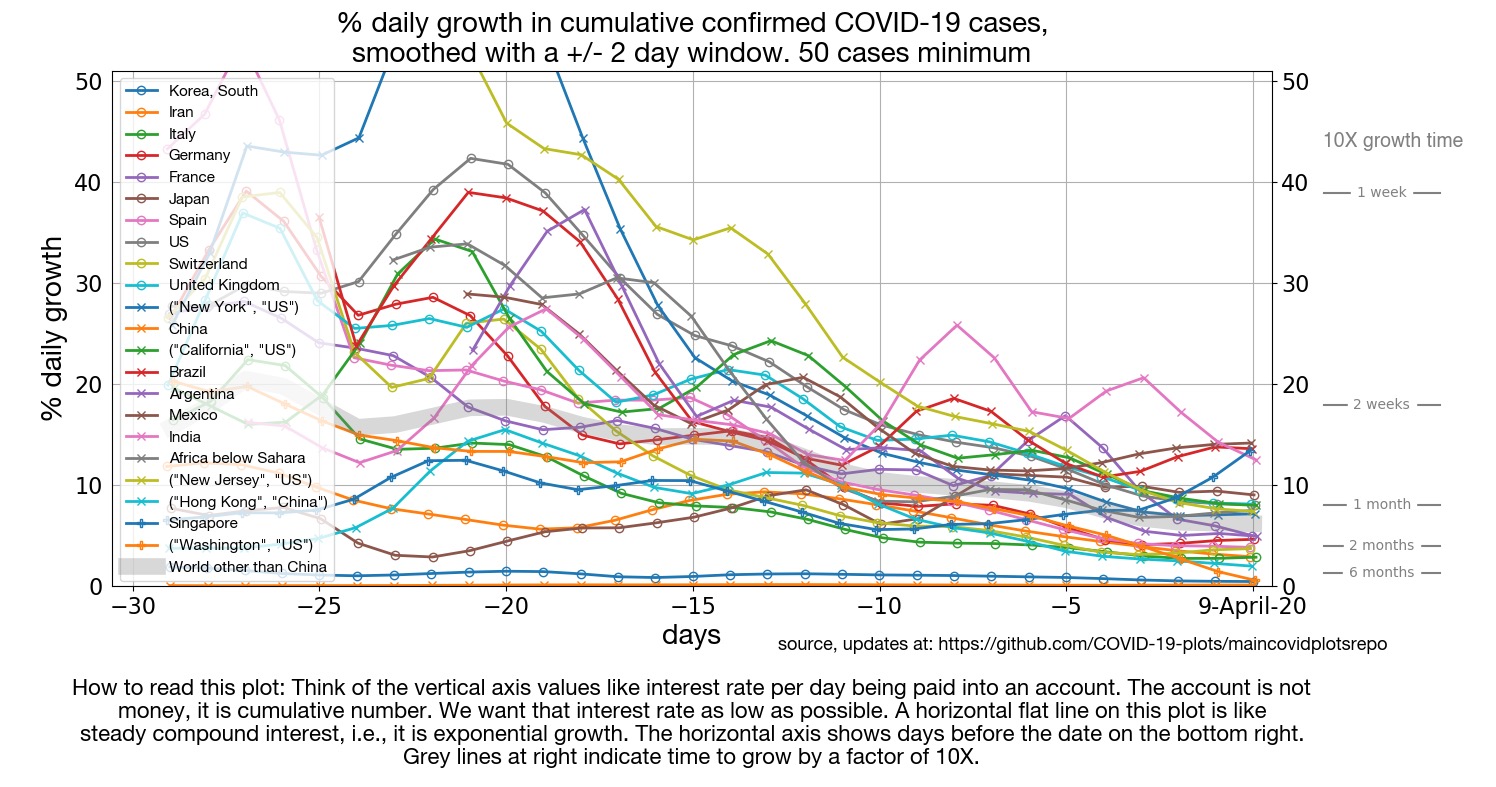 % daily growth in cumulative confirmed COVID-19 cases,
smoothed with a +/- 2 day window. 50 cases minimum
% daily growth
50
40
30
20
10
0
Korea, South
Iran
Italy
Germany
France
Japan
Spain
US
Switzerland
United Kingdom
("New York", "US")
China
("California", "US")
Brazil
Argentina
Mexico
India
Africa below Sahara
("New Jersey", "US")
("Hong Kong", "China")
Singapore
("Washington", "US")
World other than China
50
40
30
20
10
0
10X growth time
1 week
2 weeks
1 month
2 months
6 months
−30
−25
−20
−15
−10
−5
9-April-20
days
source, updates at: https://github.com/COVID-19-plots/maincovidplotsrepo
How to read this plot: Think of the vertical axis values like interest rate per day being paid into an account. The account is not
money, it is cumulative number. We want that interest rate as low as possible. A horizontal flat line on this plot is like
steady compound interest, i.e., it is exponential growth. The horizontal axis shows days before the date on the bottom right.
Grey lines at right indicate time to grow by a factor of 10X.